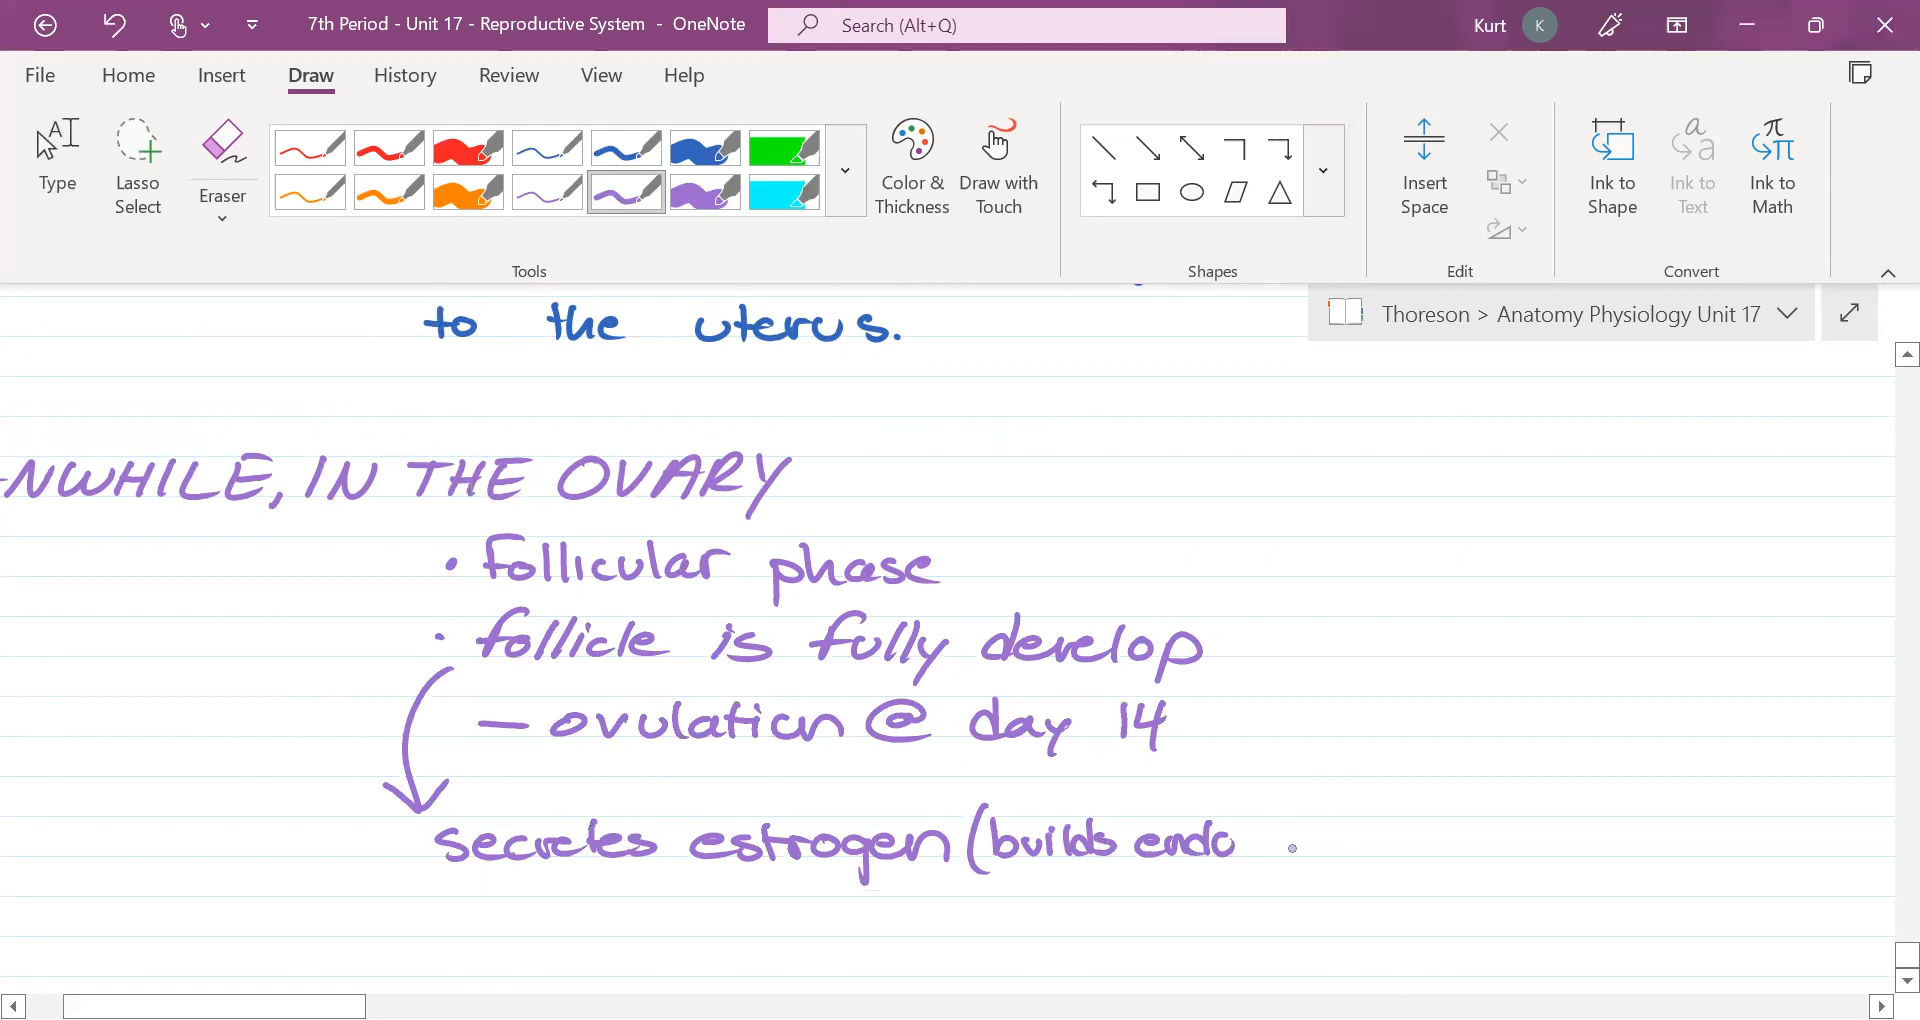 7th Period - Unit 17 - Reproductive System - OneNote
Search (Alt+Q)
Kurt
K
File Home Insert Draw History Review View Help
Type
Lasso Select
Eraser
Color & Thickness
Draw with Touch
Insert Space
Ink to Shape
Ink to Text
Ink to Math
Tools
Shapes
Edit
Convert
Thoreson > Anatomy Physiology Unit 17
to the uterus.
NWHILE, IN THE OVARY
• Follicular phase
• follicle is fully develop
— ovulation @ day 14
secretes estrogen (builds endo